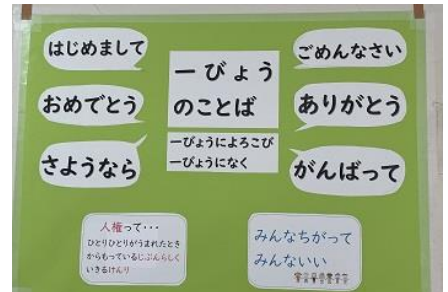 はじめまして
おめでとう
さようなら
一びょう
のことば
一びょうによろこび
一びょうになく
ごめんなさい
ありがとう
がんばって
人権って・・・
ひとりひとりがうまれたとき
からもっているじぶんらしく
いきるけんり
みんなちがって
みんないい